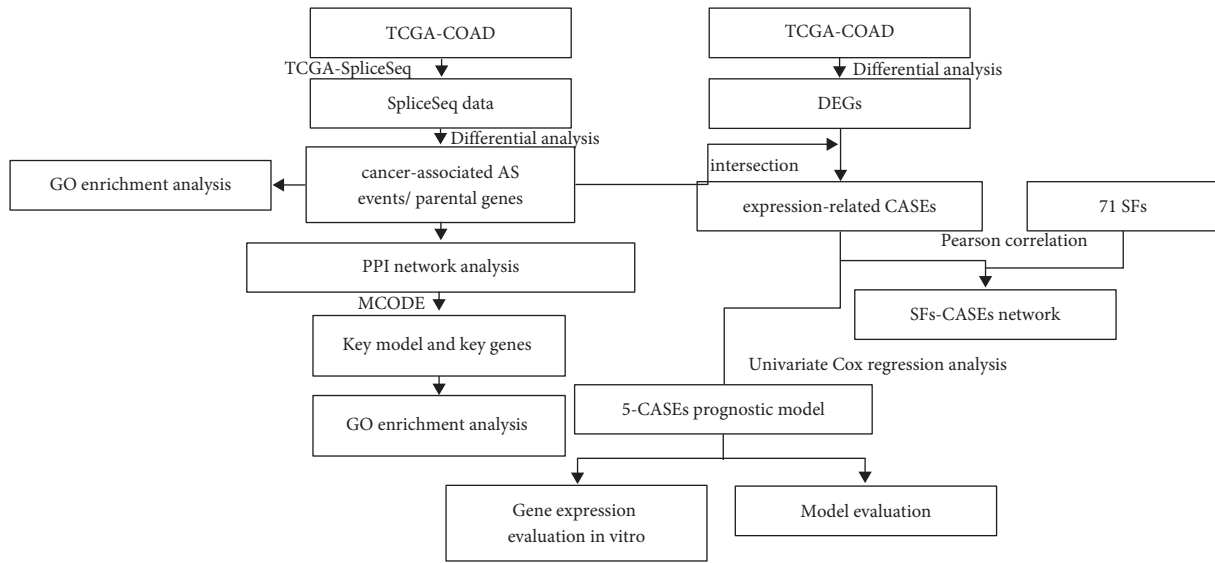 TCGA-COAD
TCGA-COAD
TCGA-SpliceSeq
Differential analysis
SpliceSeq data
DEGs
Differential analysis
intersection
GO enrichment analysis
cancer-associated AS
events/ parental genes
expression-related CASEs
71 SFs
Pearson correlation
PPI network analysis
MCODE
SFs-CASEs network
Key model and key genes
Univariate Cox regression analysis
5-CASEs prognostic model
GO enrichment analysis
Gene expression
evaluation in vitro
Model evaluation